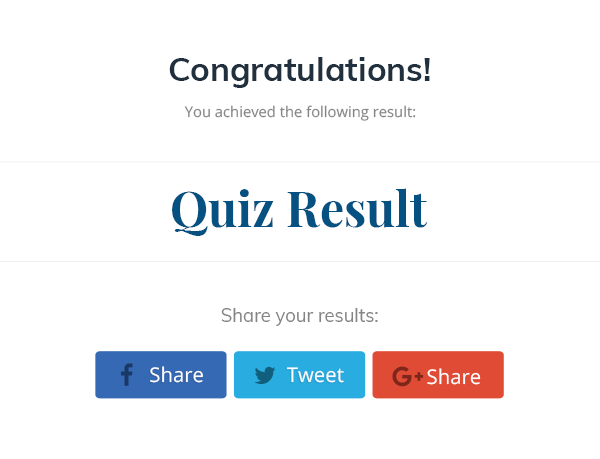 Congratulations!
You achieved the following result:
Quiz Result
Share your results:
Share
Tweet
G+ Share